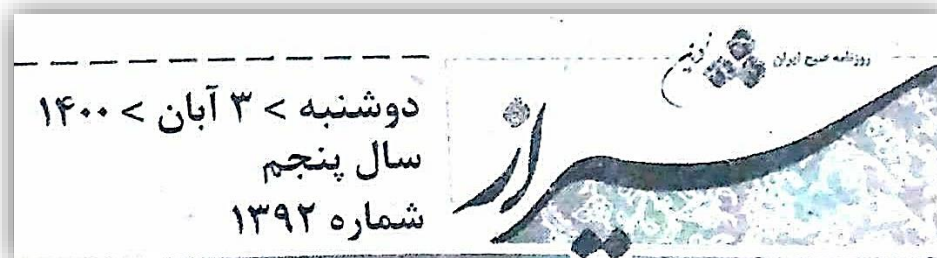 روزنامه صبح ایران
نوین
شیراز
دوشنبه > ۳ آبان > ۱۴۰۰
سال پنجم
شماره ۱۳۹۲